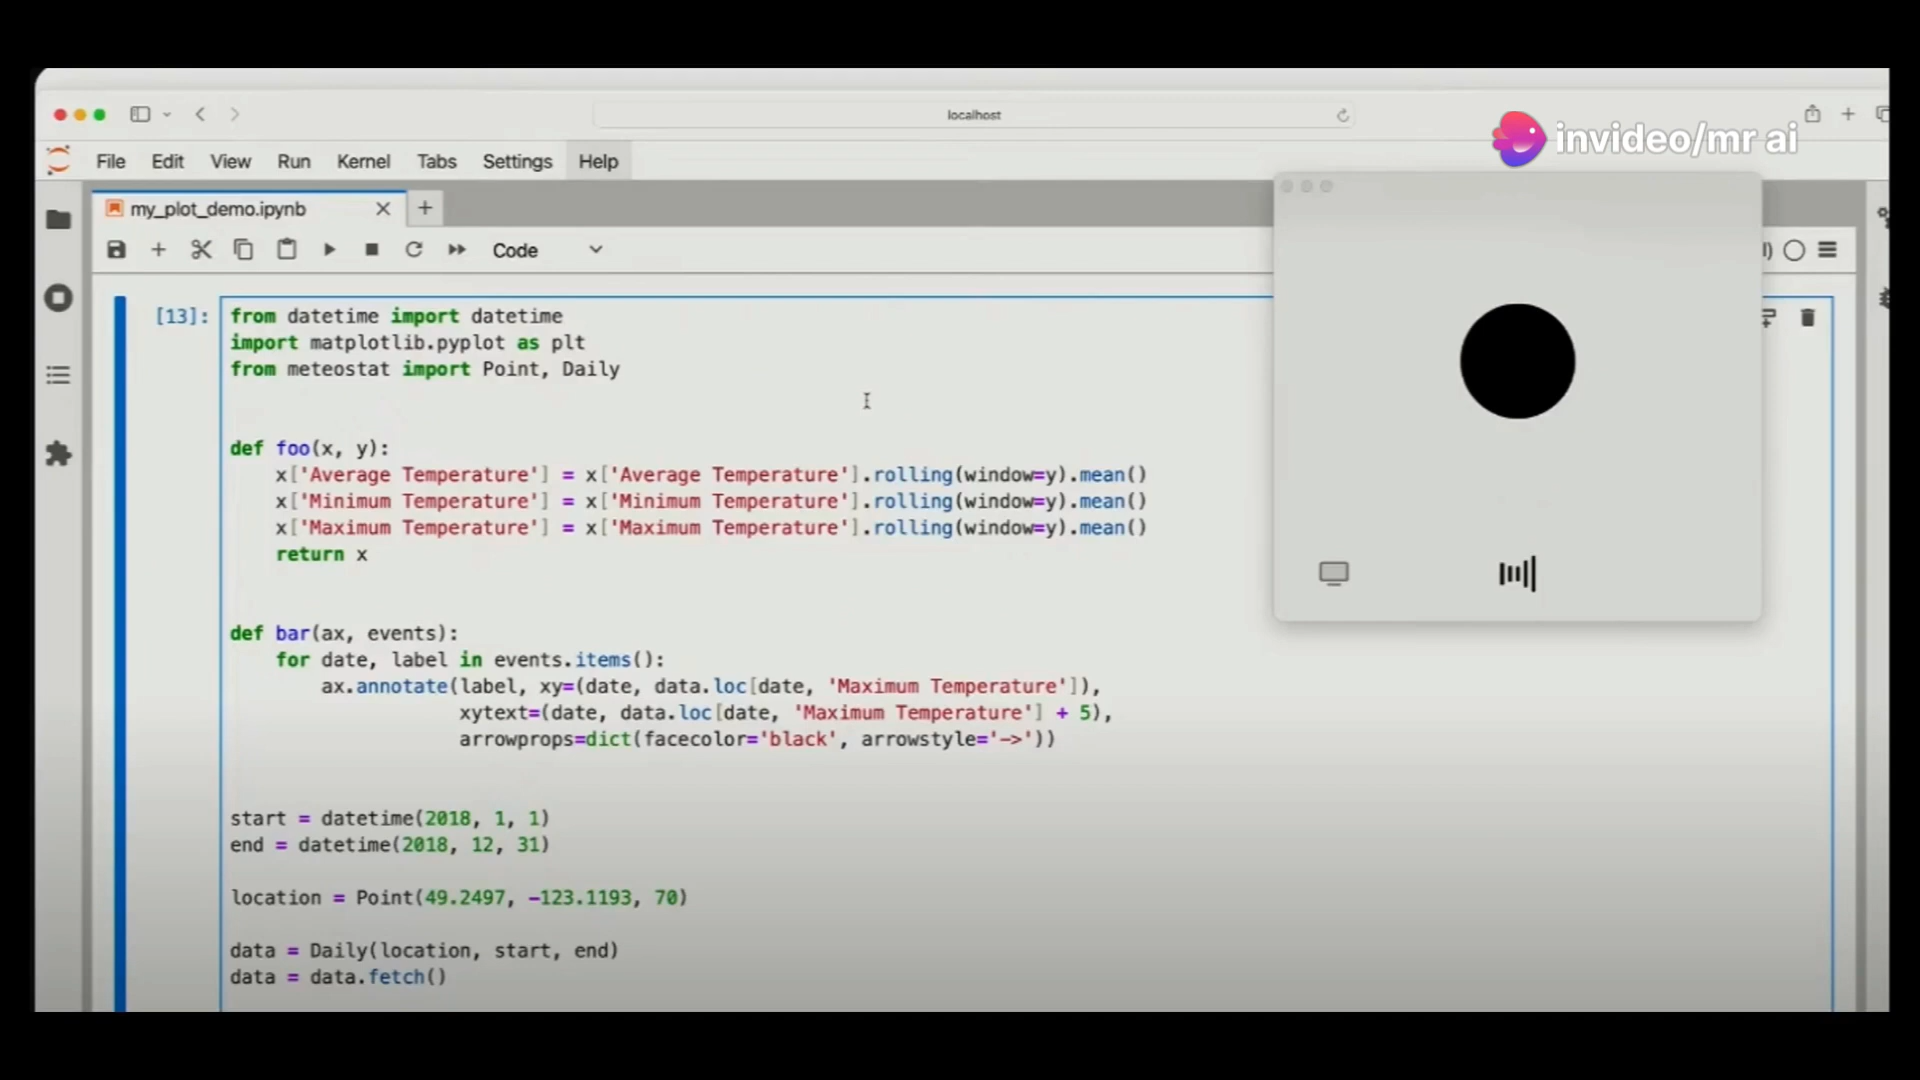 localhost
invideo/mr ai
File Edit View Run Kernel Tabs Settings Help
my_plot_demo.ipynb
Code
[13]:
from datetime import datetime
import matplotlib.pyplot as plt
from meteostat import Point, Daily
def foo(x, y):
x['Average Temperature'] = x['Average Temperature'].rolling(window=y).mean()
x['Minimum Temperature'] = x['Minimum Temperature'].rolling(window=y).mean()
x['Maximum Temperature'] = x['Maximum Temperature'].rolling(window=y).mean()
return x
def bar(ax, events):
for date, label in events.items():
ax.annotate(label, xy=(date, data.loc[date, 'Maximum Temperature']),
xytext=(date, data.loc[date, 'Maximum Temperature'] + 5),
arrowprops=dict(facecolor='black', arrowstyle='->'))
start = datetime(2018, 1, 1)
end = datetime(2018, 12, 31)
location = Point(49.2497, -123.1193, 70)
data = Daily(location, start, end)
data = data.fetch()